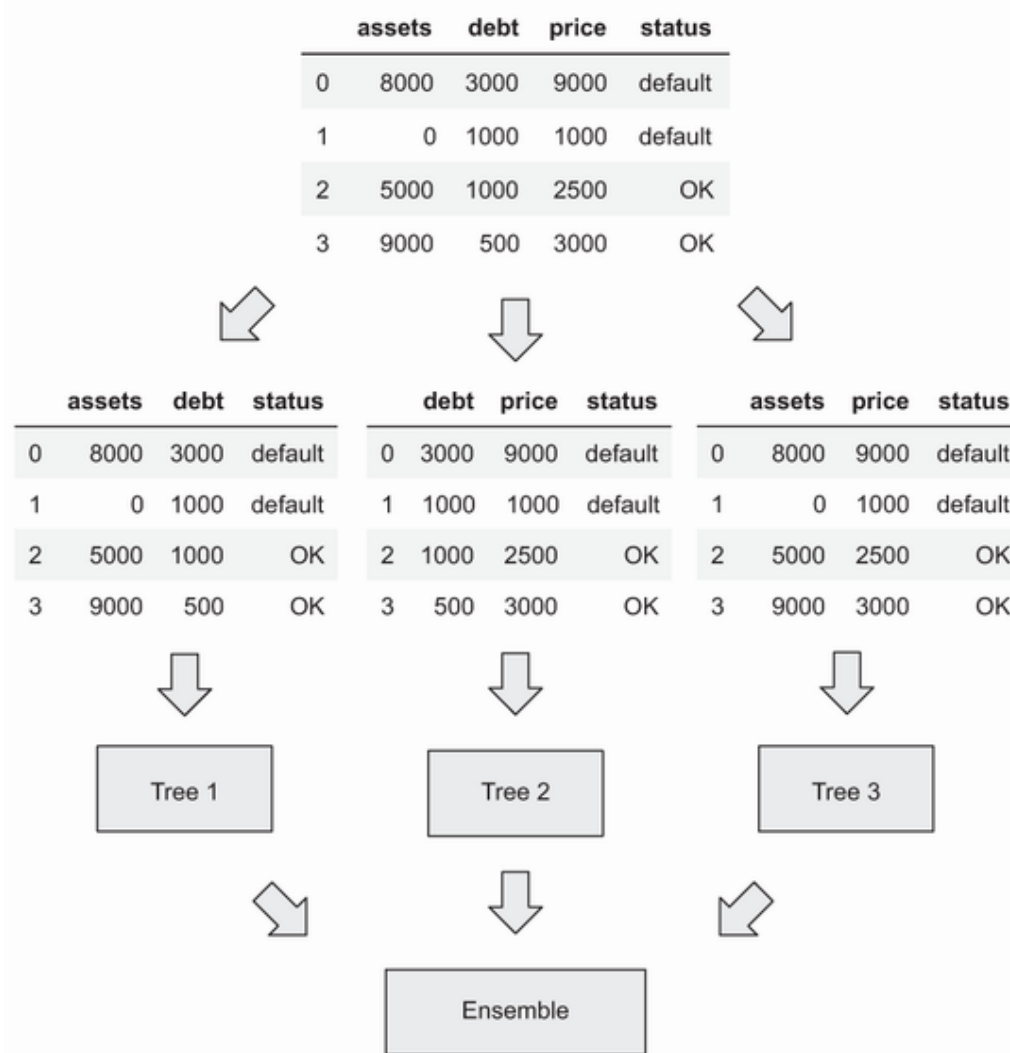 assets debt price status
0 8000 3000 9000 default
1 0 1000 1000 default
2 5000 1000 2500 OK
3 9000 500 3000 OK
assets debt status
0 8000 3000 default
1 0 1000 default
2 5000 1000 OK
3 9000 500 OK
debt price status
0 3000 9000 default
1 1000 1000 default
2 1000 2500 OK
3 500 3000 OK
assets price status
0 8000 9000 default
1 0 1000 default
2 5000 2500 OK
3 9000 3000 OK
Tree 1
Tree 2
Tree 3
Ensemble